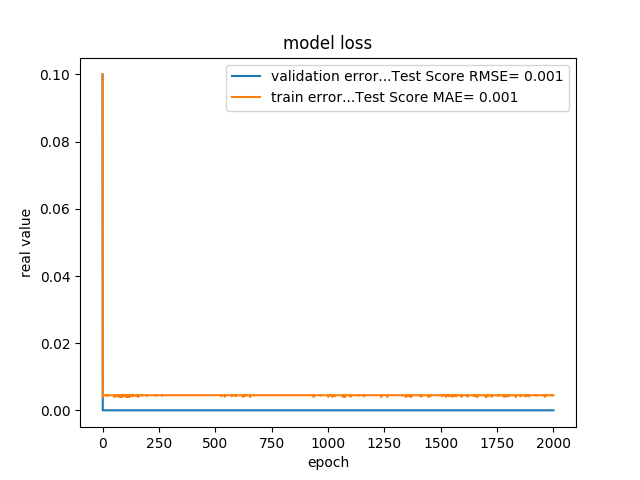 model loss
validation error...Test Score RMSE= 0.001
train error...Test Score MAE= 0.001
real value
0.10
0.08
0.06
0.04
0.02
0.00
0 250 500 750 1000 1250 1500 1750 2000
epoch